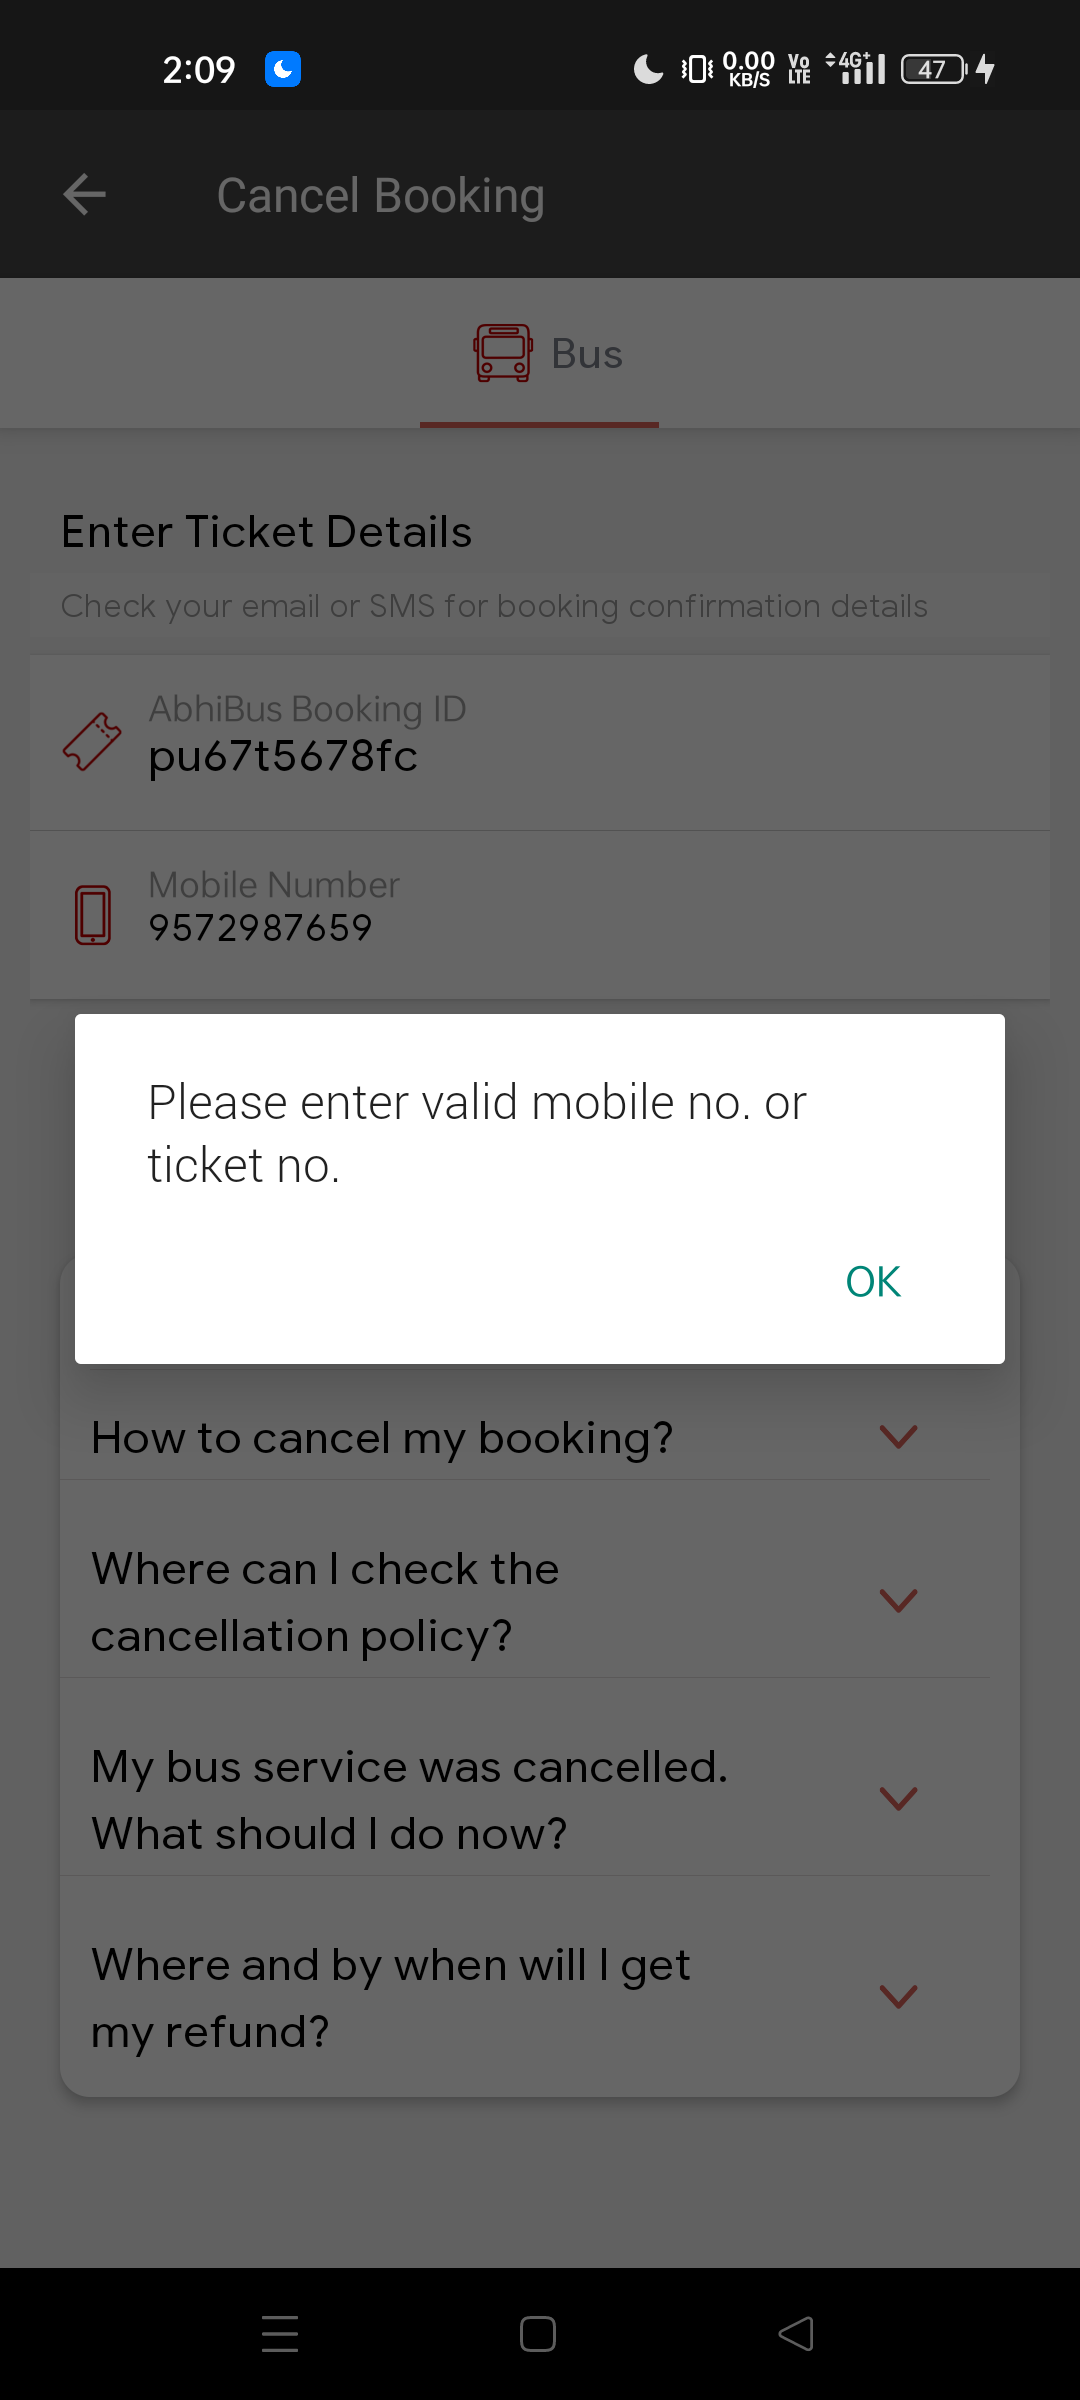 2:09
0.00
KB/S
Vo
LTE
4G+
47
Cancel Booking
Bus
Enter Ticket Details
Check your email or SMS for booking confirmation details
AbhiBus Booking ID
pu67t5678fc
Mobile Number
9572987659
Please enter valid mobile no. or
ticket no.
OK
How to cancel my booking?
Where can I check the
cancellation policy?
My bus service was cancelled.
What should I do now?
Where and by when will I get
my refund?